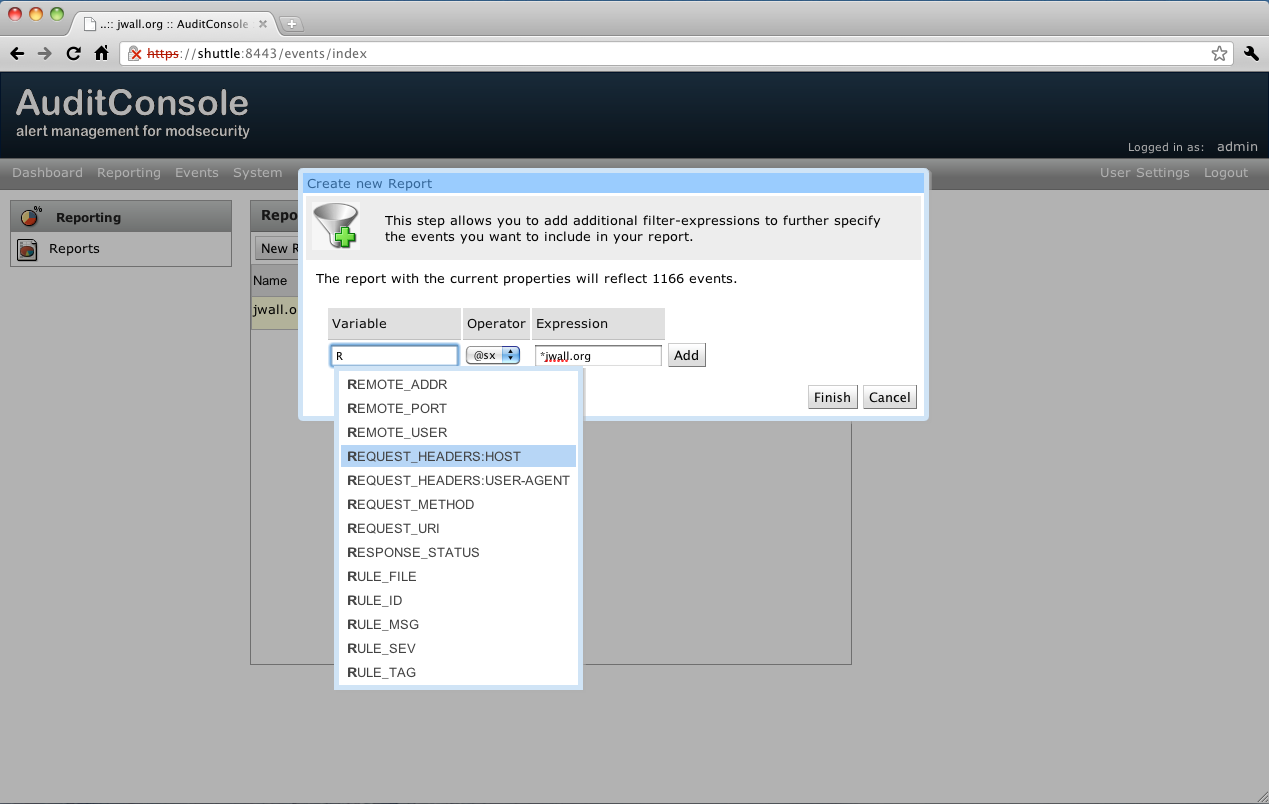 ..:: jwall.org :: AuditConsole
https://shuttle:8443/events/index
AuditConsole
alert management for modsecurity
Logged in as: admin
Dashboard Reporting Events System User Settings Logout
Create new Report
Reporting
Reports
Repo
New R
Name
jwall.o
This step allows you to add additional filter-expressions to further specify
the events you want to include in your report.
The report with the current properties will reflect 1166 events.
Variable Operator Expression
R @sx *jwall.org Add
REMOTE_ADDR
REMOTE_PORT
REMOTE_USER
REQUEST_HEADERS:HOST
REQUEST_HEADERS:USER-AGENT
REQUEST_METHOD
REQUEST_URI
RESPONSE_STATUS
RULE_FILE
RULE_ID
RULE_MSG
RULE_SEV
RULE_TAG
Finish Cancel